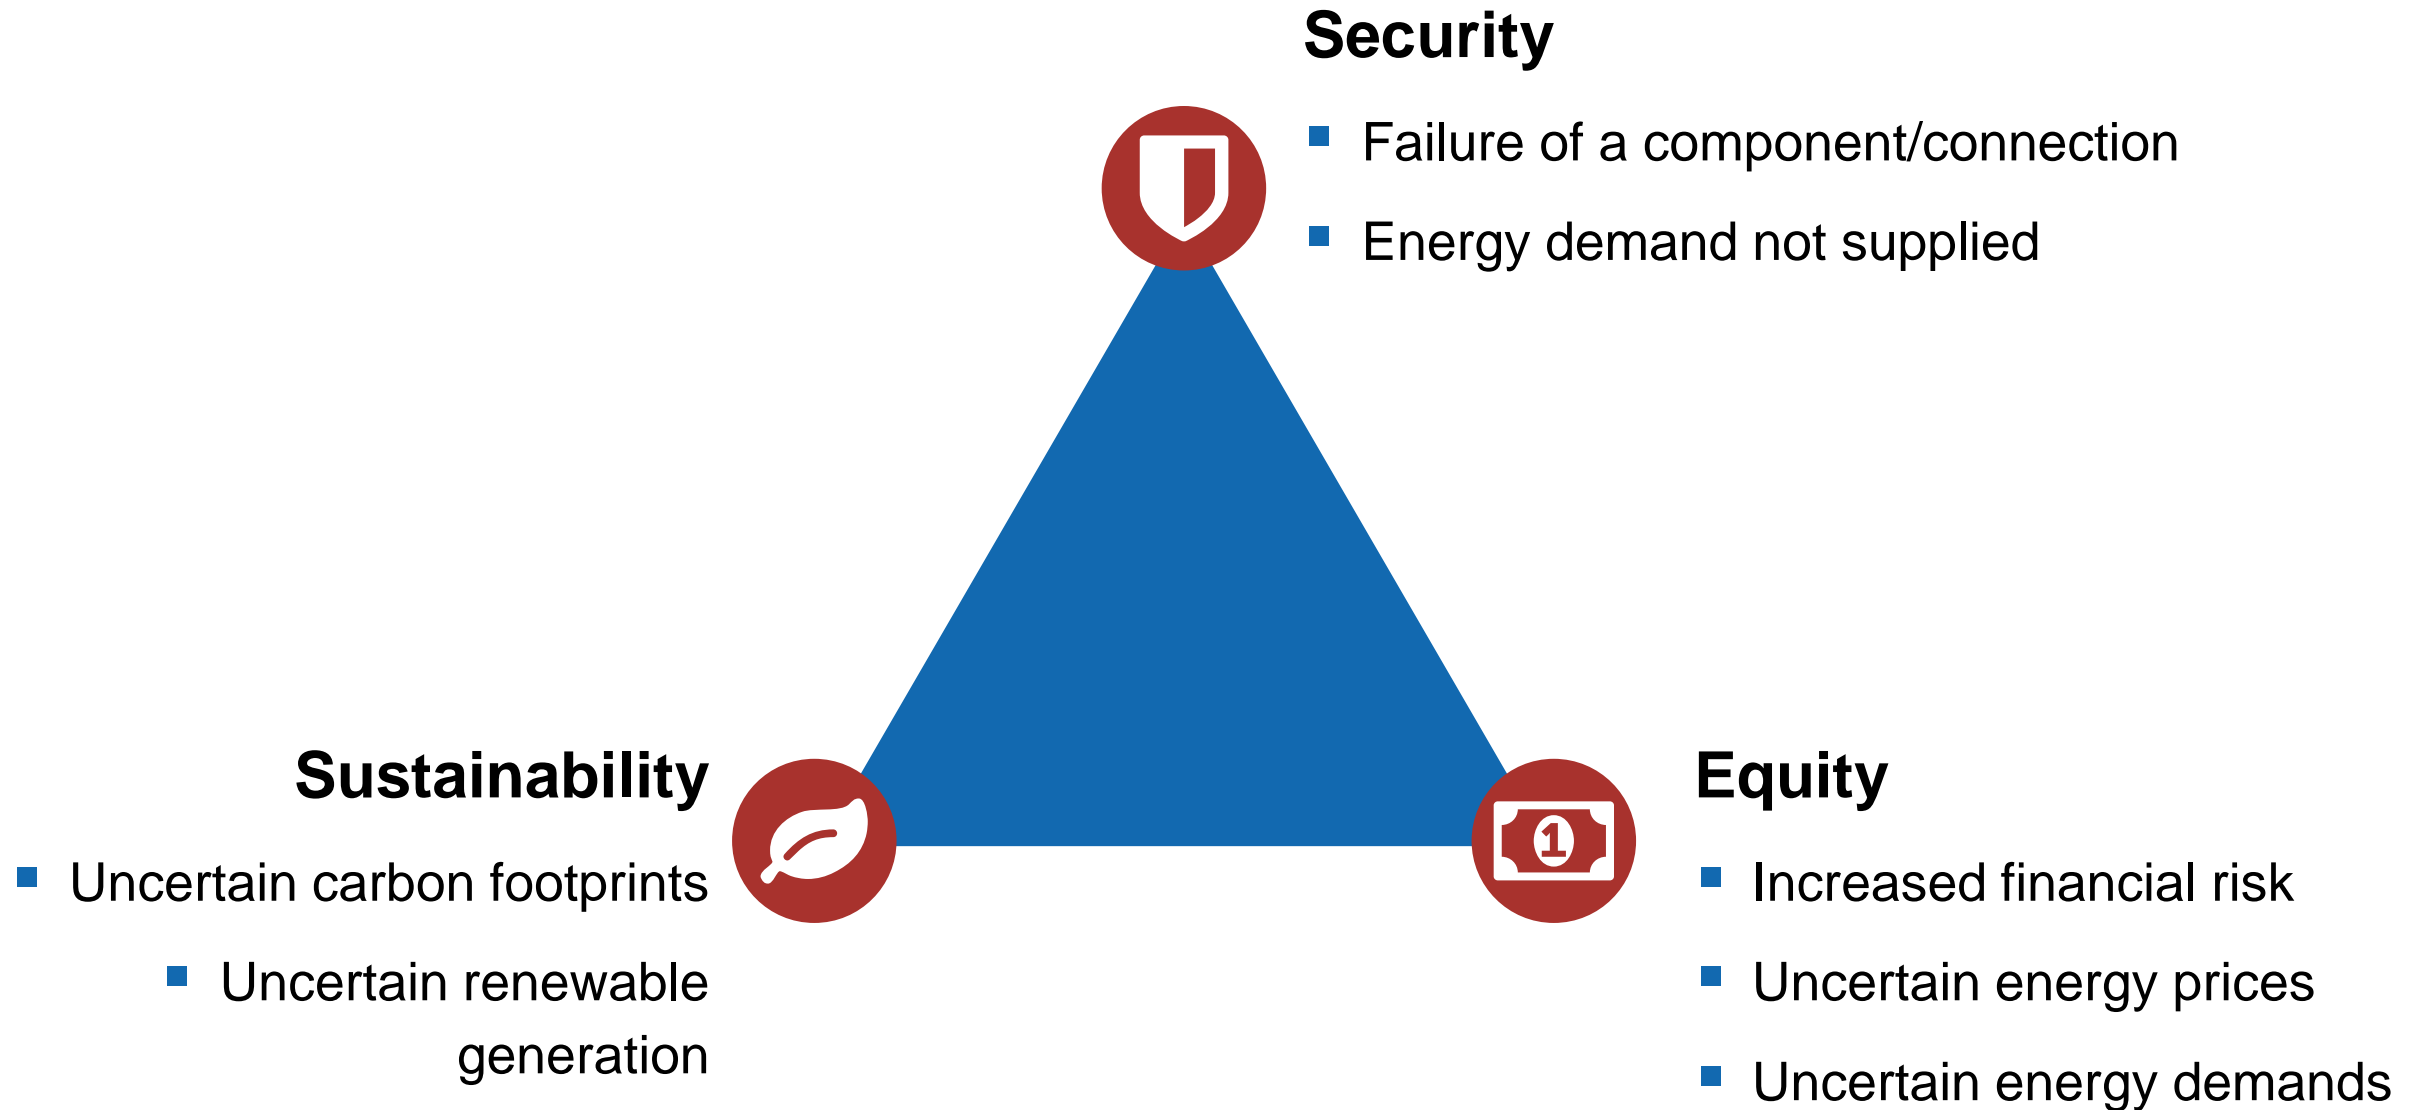 Security
Failure of a component/connection
Energy demand not supplied
Sustainability
Uncertain carbon footprints
Uncertain renewable
generation
1
Equity
Increased financial risk
Uncertain energy prices
Uncertain energy demands